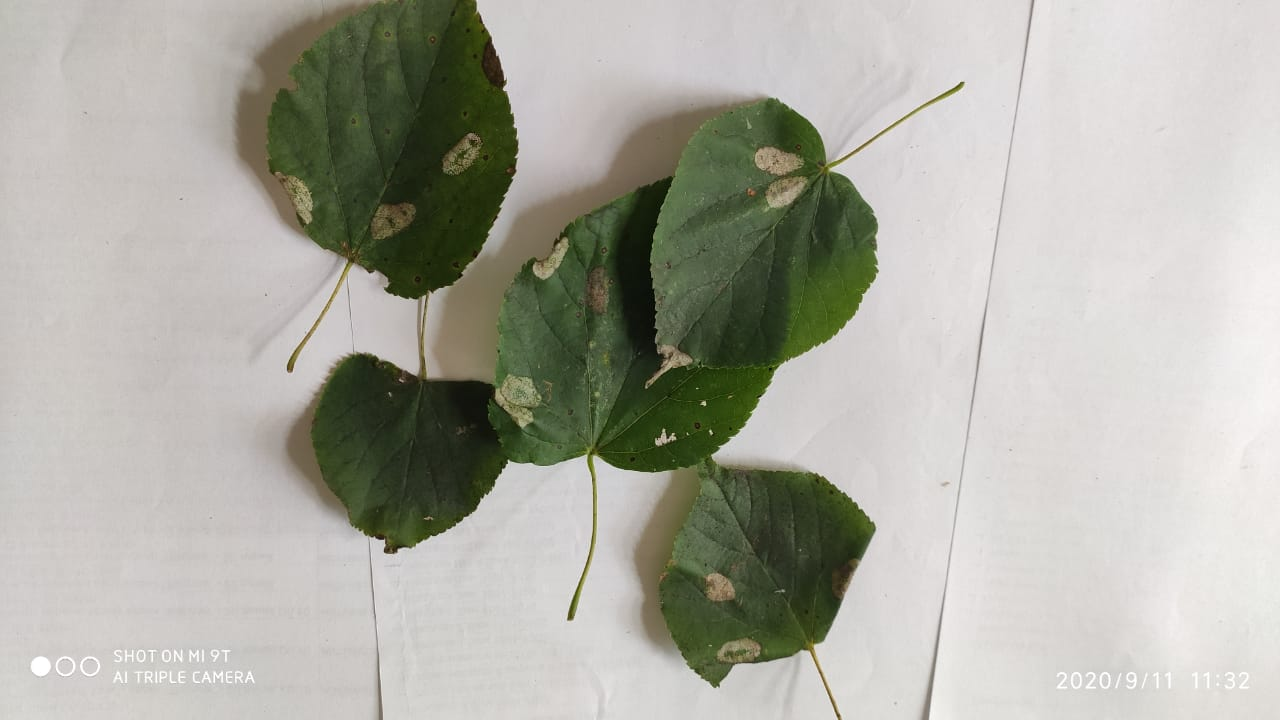 SHOT ON MI 9T
AI TRIPLE CAMERA
2020/9/11 11:32